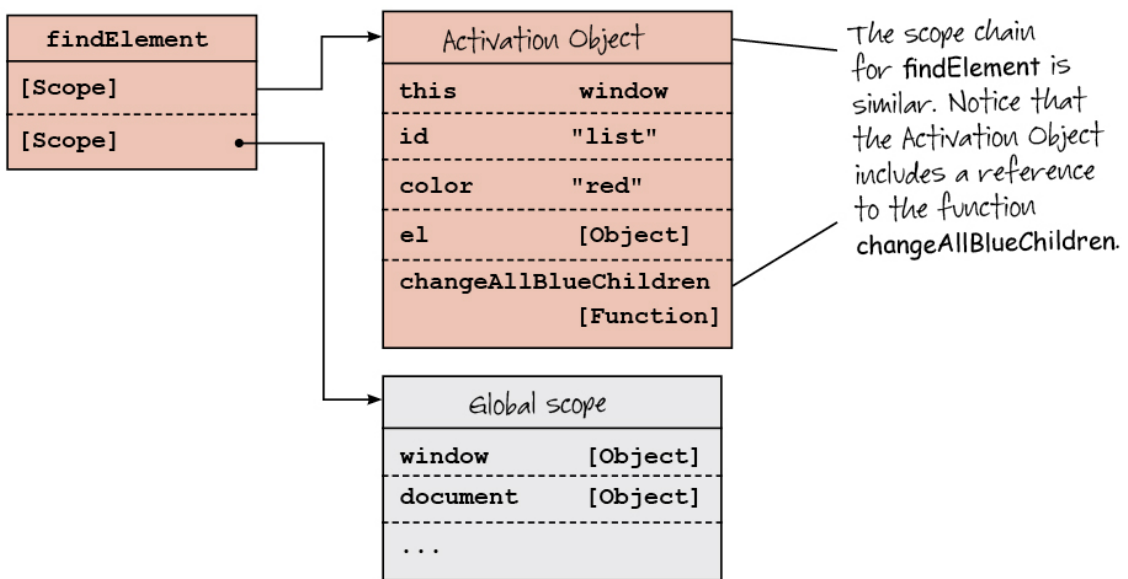 findElement
[Scope]
[Scope]
Activation Object
this window
id "list"
color "red"
el [Object]
changeAllBlueChildren
[Function]
The scope chain
for findElement is
similar. Notice that
the Activation Object
includes a reference
to the function
changeAllBlueChildren.
Global scope
window [Object]
document [Object]
...